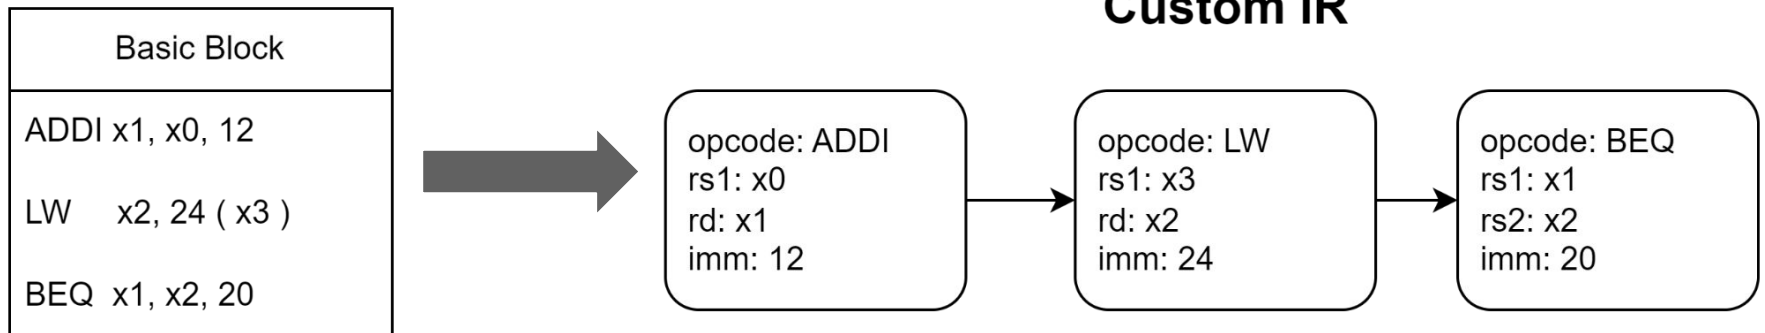 Custom IR
Basic Block
ADDI x1, x0, 12
LW x2, 24 ( x3 )
BEQ x1, x2, 20
opcode: ADDI
rs1: x0
rd: x1
imm: 12
opcode: LW
rs1: x3
rd: x2
imm: 24
opcode: BEQ
rs1: x1
rs2: x2
imm: 20